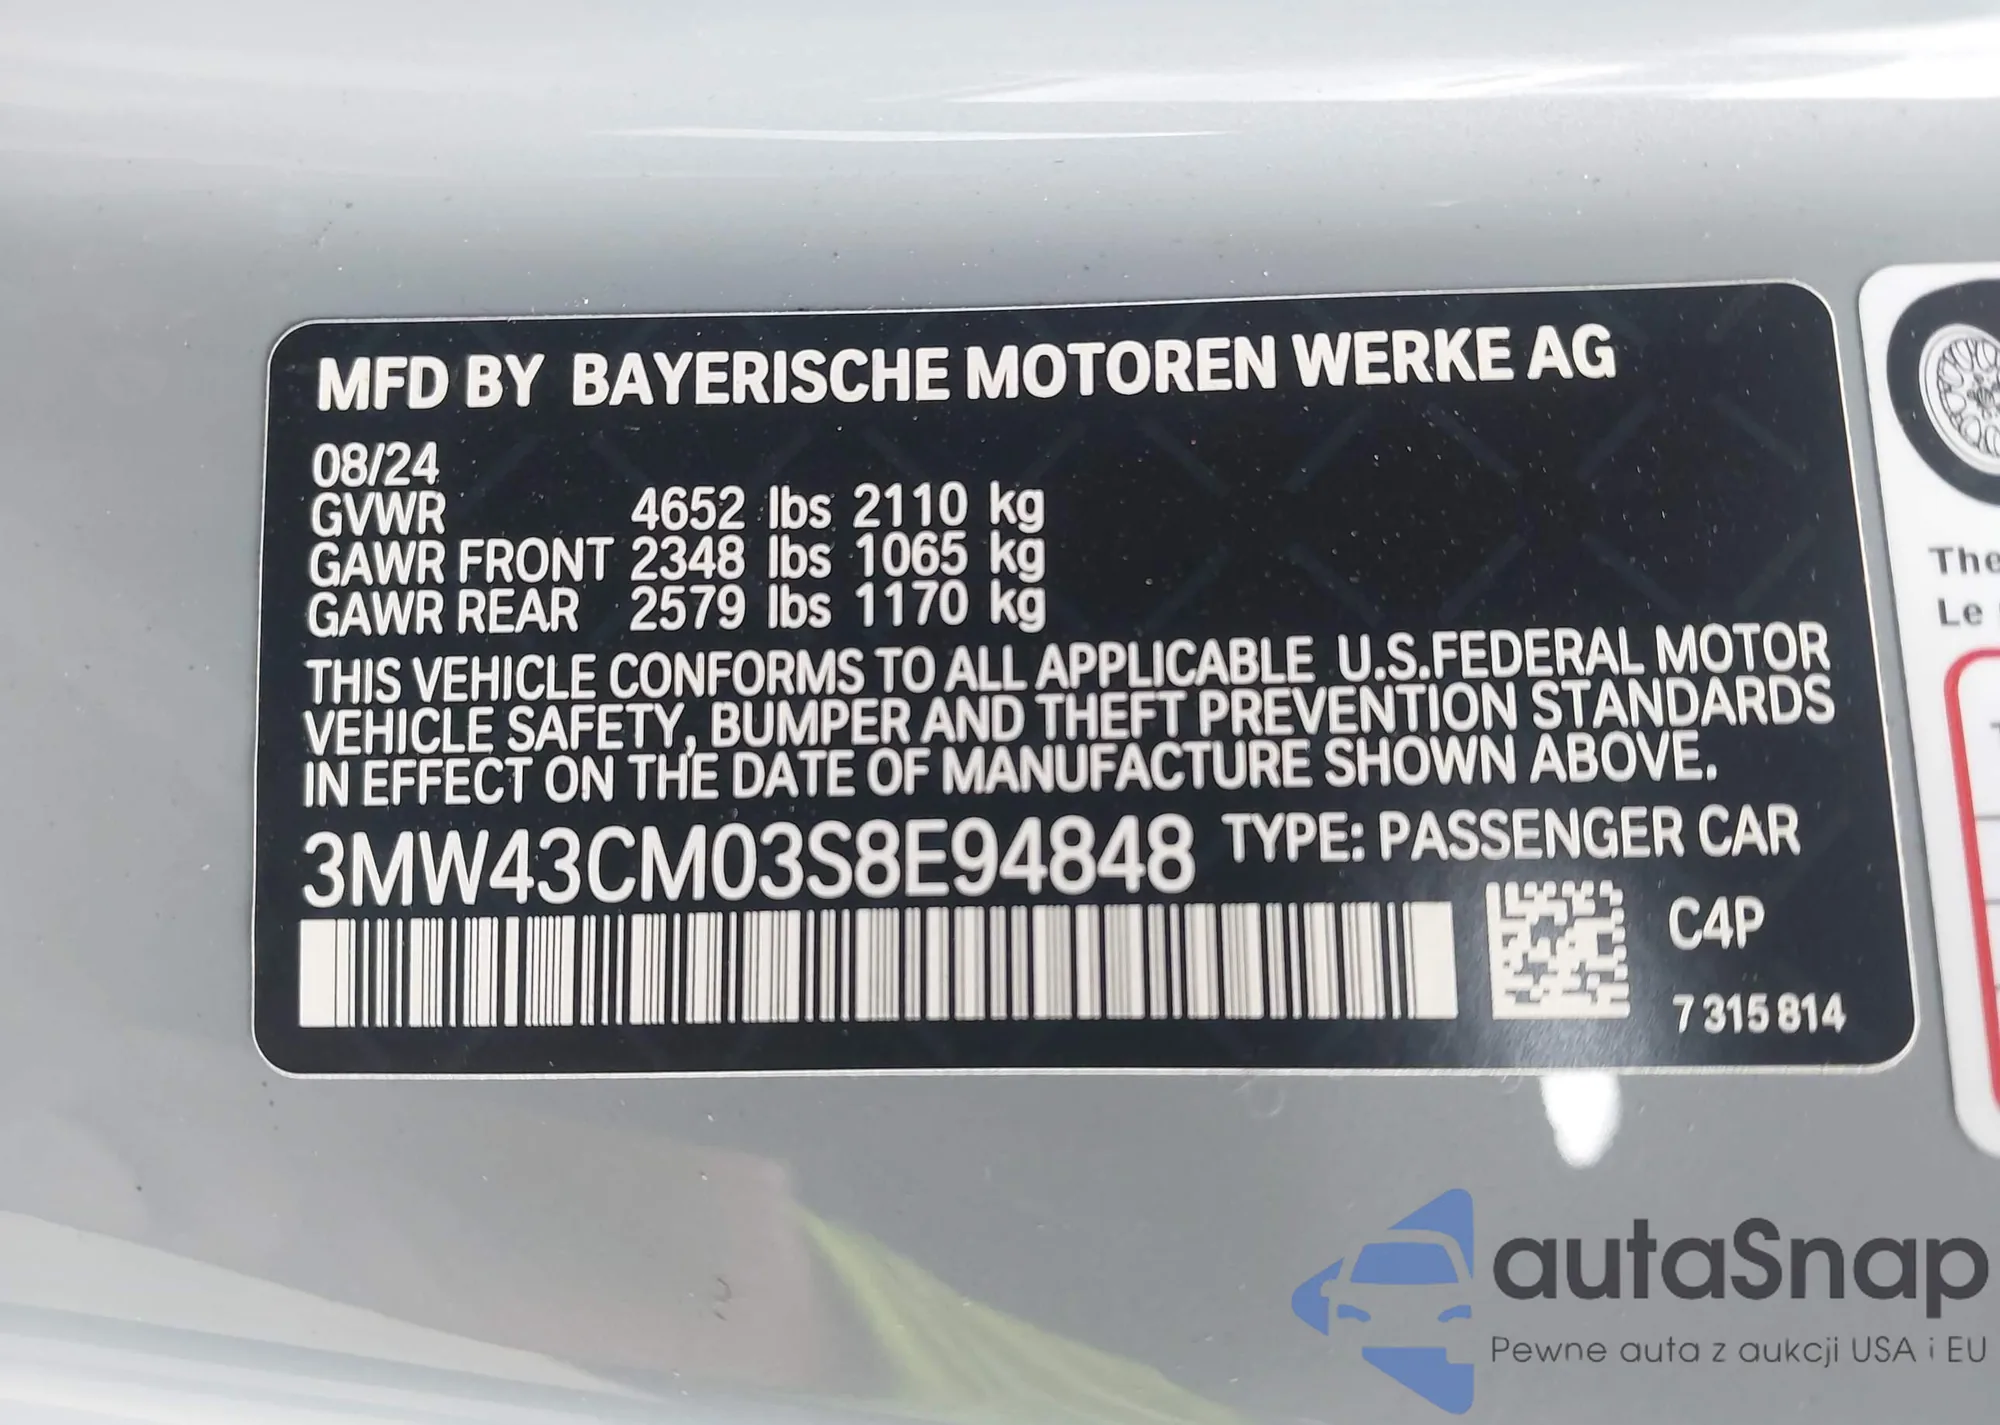 MFD BY BAYERISCHE MOTOREN WERKE AG
08/24
GVWR 4652 lbs 2110 kg
GAWR FRONT 2348 lbs 1065 kg
GAWR REAR 2579 lbs 1170 kg
THIS VEHICLE CONFORMS TO ALL APPLICABLE U.S.FEDERAL MOTOR
VEHICLE SAFETY, BUMPER AND THEFT PREVENTION STANDARDS
IN EFFECT ON THE DATE OF MANUFACTURE SHOWN ABOVE.
3MW43CM03S8E94848 TYPE: PASSENGER CAR
C4P
7 315 814
The
Le
autaSnap
Pewne auta z aukcji USA i EU